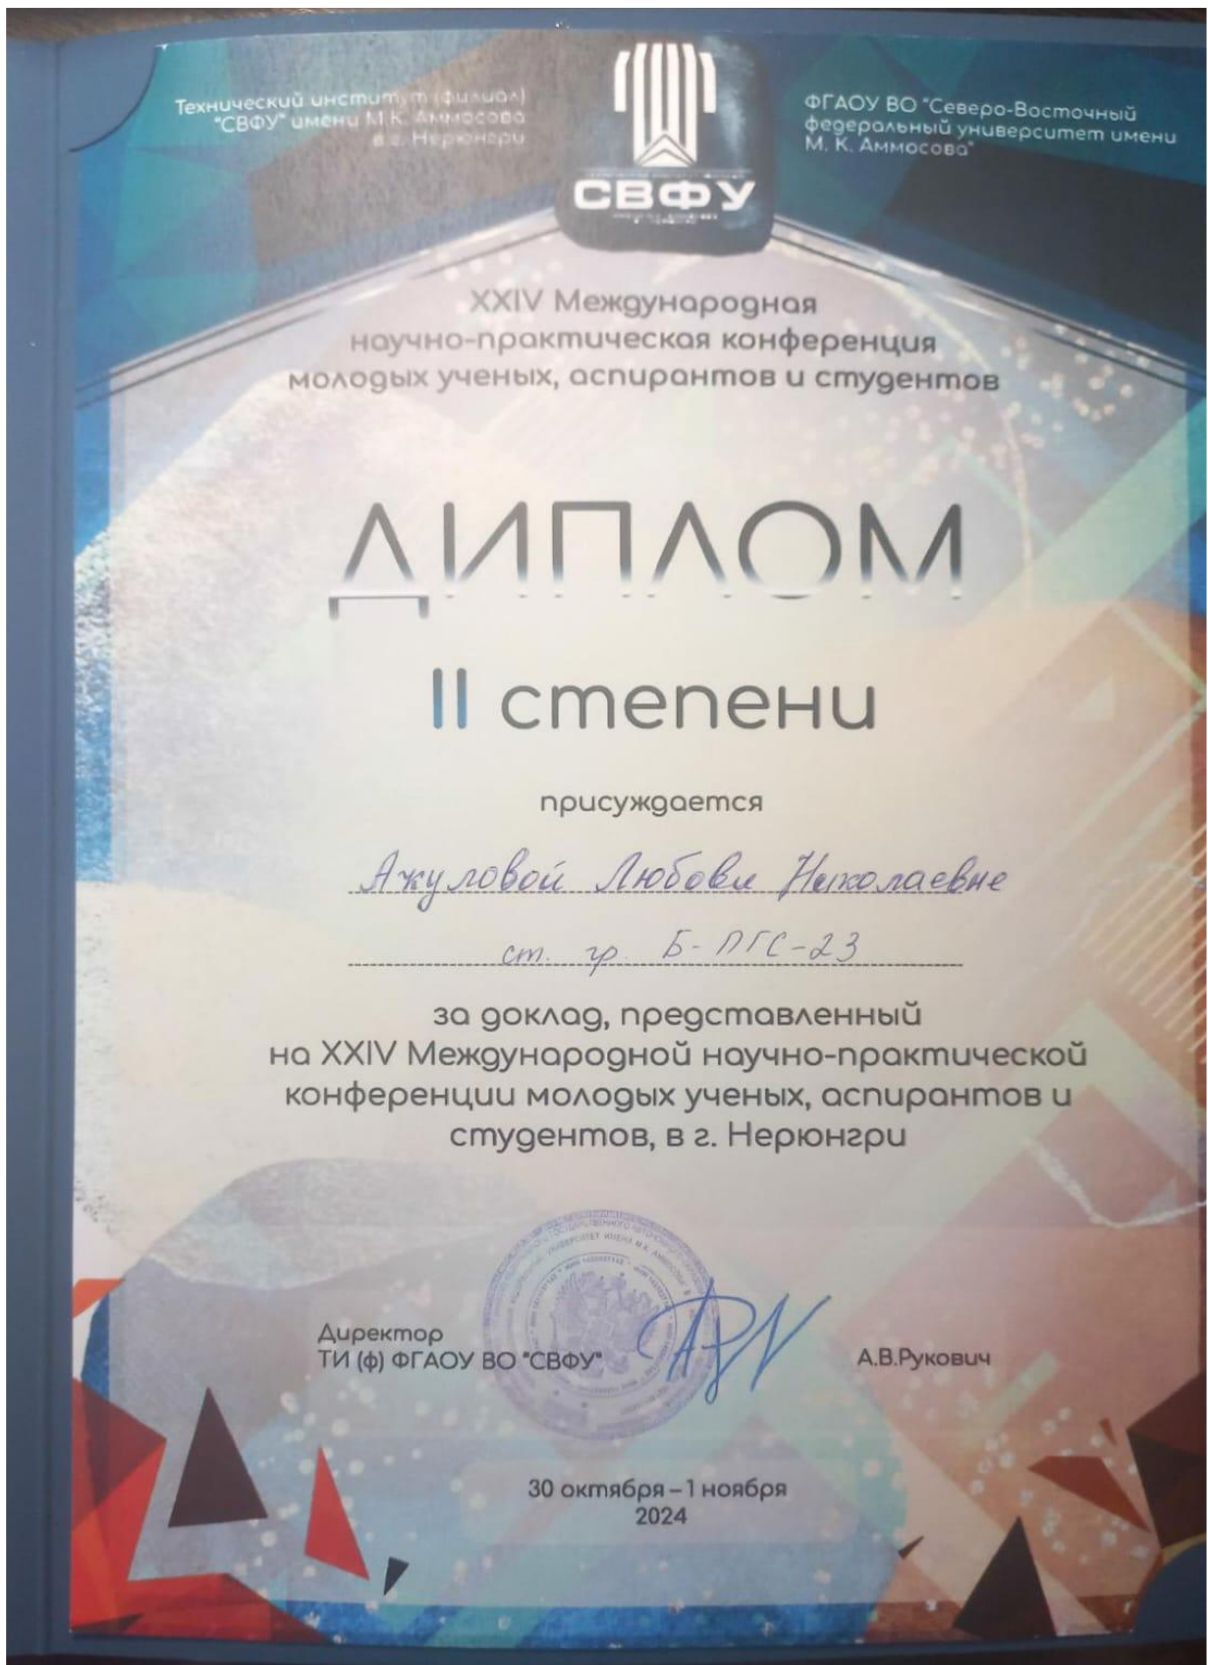 Технический институт (филиал)
"СВФУ" имени М.К. Аммосова
в г. Нерюнгри
ФГАОУ ВО "Северо-Восточный
федеральный университет имени
М. К. Аммосова"
СВФУ
XXIV Международная
научно-практическая конференция
молодых ученых, аспирантов и студентов
ДИПЛОМ
II степени
присуждается
Ажуловой Любови Николаевне
ст. гр. Б-ПГС-23
за доклад, представленный
на XXIV Международной научно-практической
конференции молодых ученых, аспирантов и
студентов, в г. Нерюнгри
Директор
ТИ (ф) ФГАОУ ВО "СВФУ"
А.В.Рукович
30 октября – 1 ноября
2024